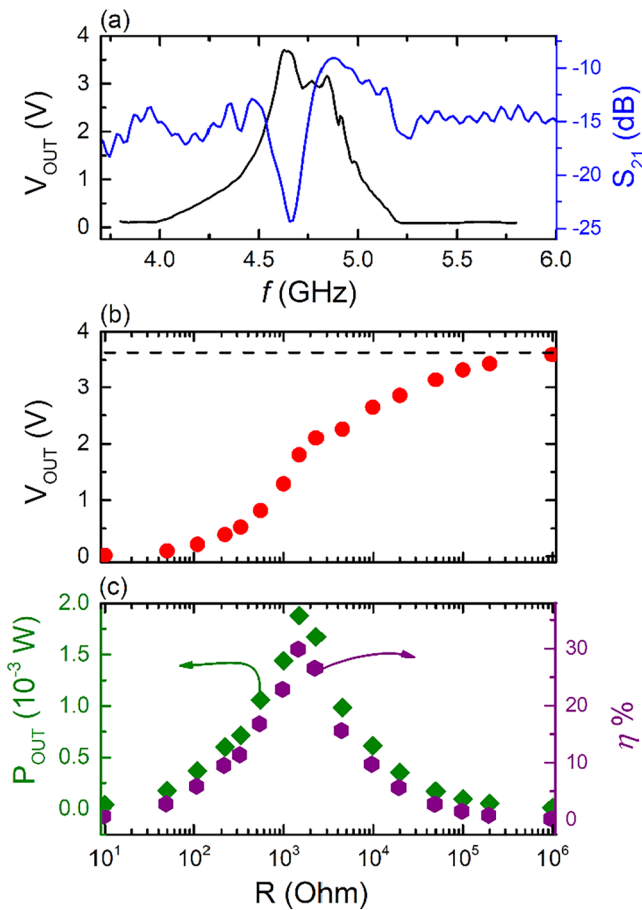 (a)
V_OUT (V)
4
3
2
1
0
S_21 (dB)
-10
-15
-20
-25
4.0 4.5 5.0 5.5 6.0
f (GHz)
(b)
V_OUT (V)
4
3
2
1
0
(c)
P_OUT (10^-3 W)
2.0
1.5
1.0
0.5
0.0
η %
30
20
10
0
10^1 10^2 10^3 10^4 10^5 10^6
R (Ohm)